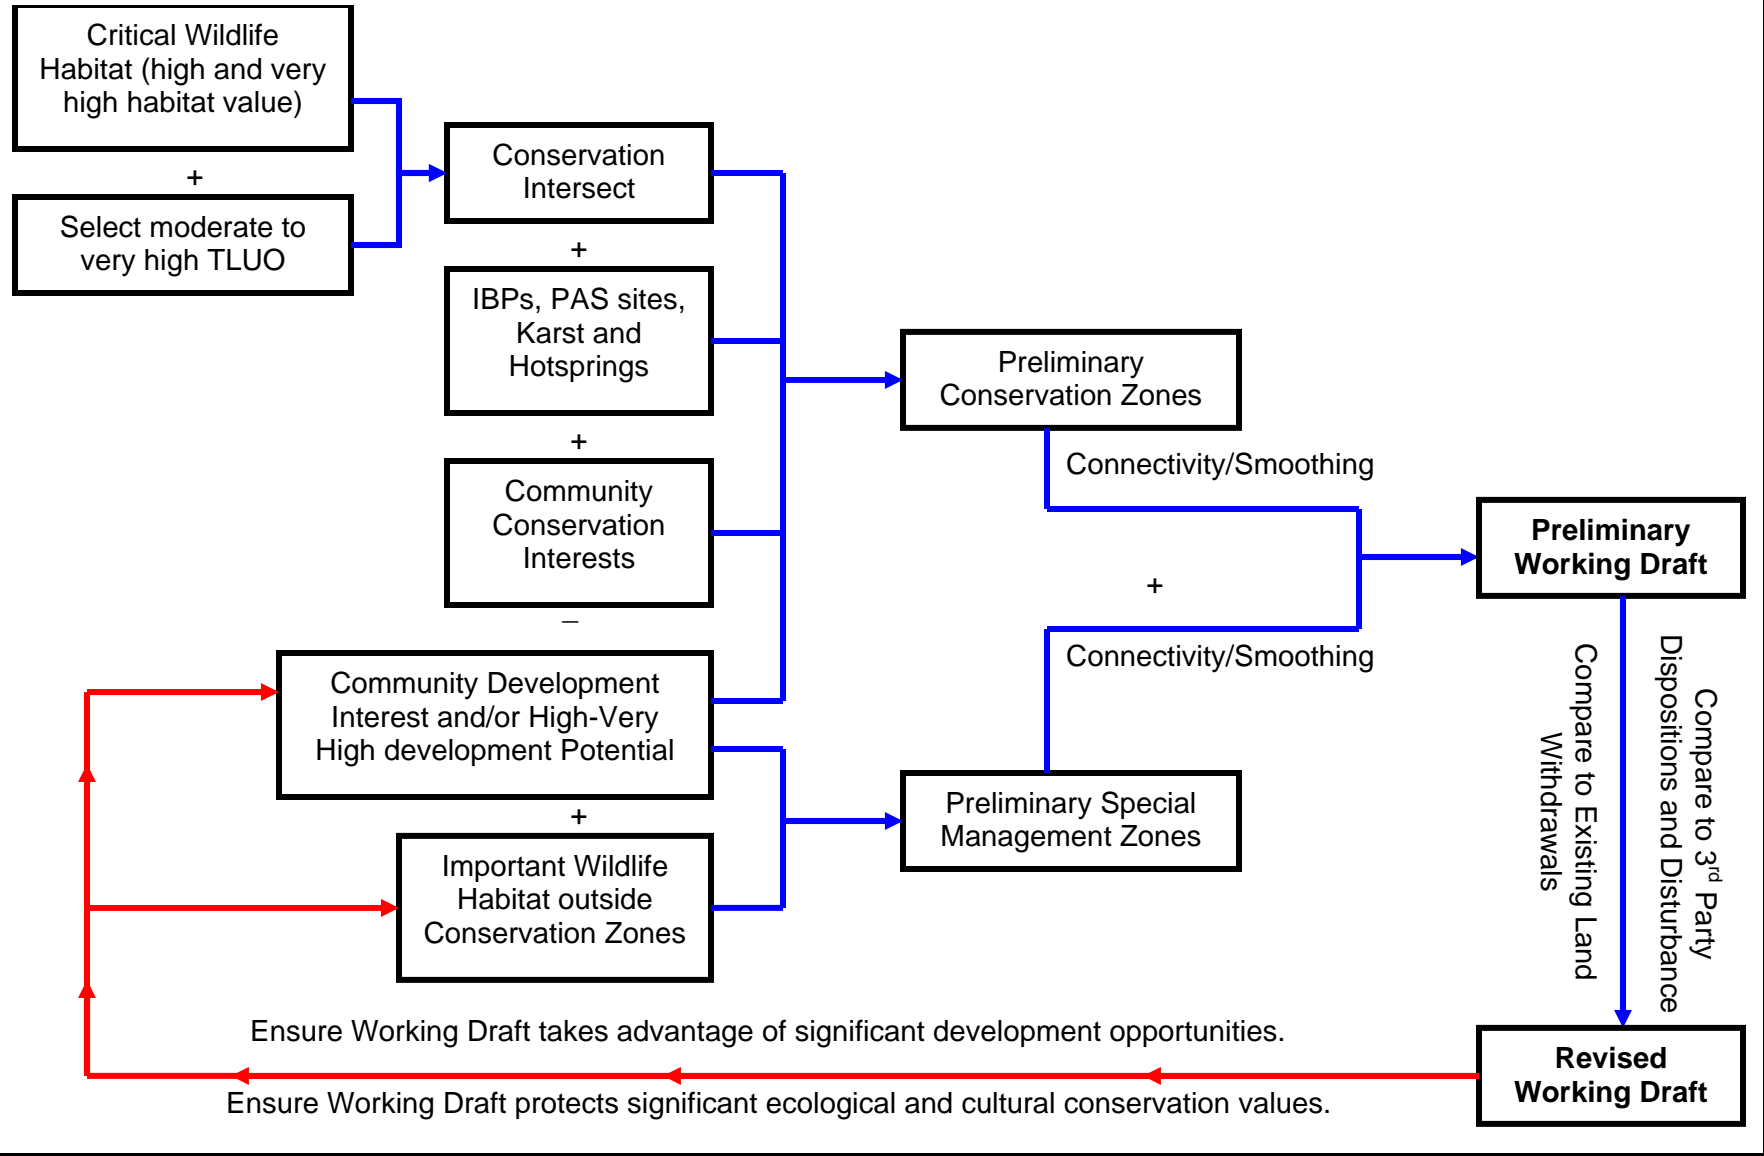 Critical Wildlife
Habitat (high and very
high habitat value)
+
Select moderate to
very high TLUO
Conservation
Intersect
+
IBPs, PAS sites,
Karst and
Hotsprings
+
Community
Conservation
Interests
–
Community Development
Interest and/or High-Very
High development Potential
+
Important Wildlife
Habitat outside
Conservation Zones
Preliminary
Conservation Zones
Connectivity/Smoothing
+
Connectivity/Smoothing
Preliminary Special
Management Zones
Preliminary
Working Draft
Compare to 3rd Party
Dispositions and Disturbance
Compare to Existing Land
Withdrawals
Revised
Working Draft
Ensure Working Draft takes advantage of significant development opportunities.
Ensure Working Draft protects significant ecological and cultural conservation values.